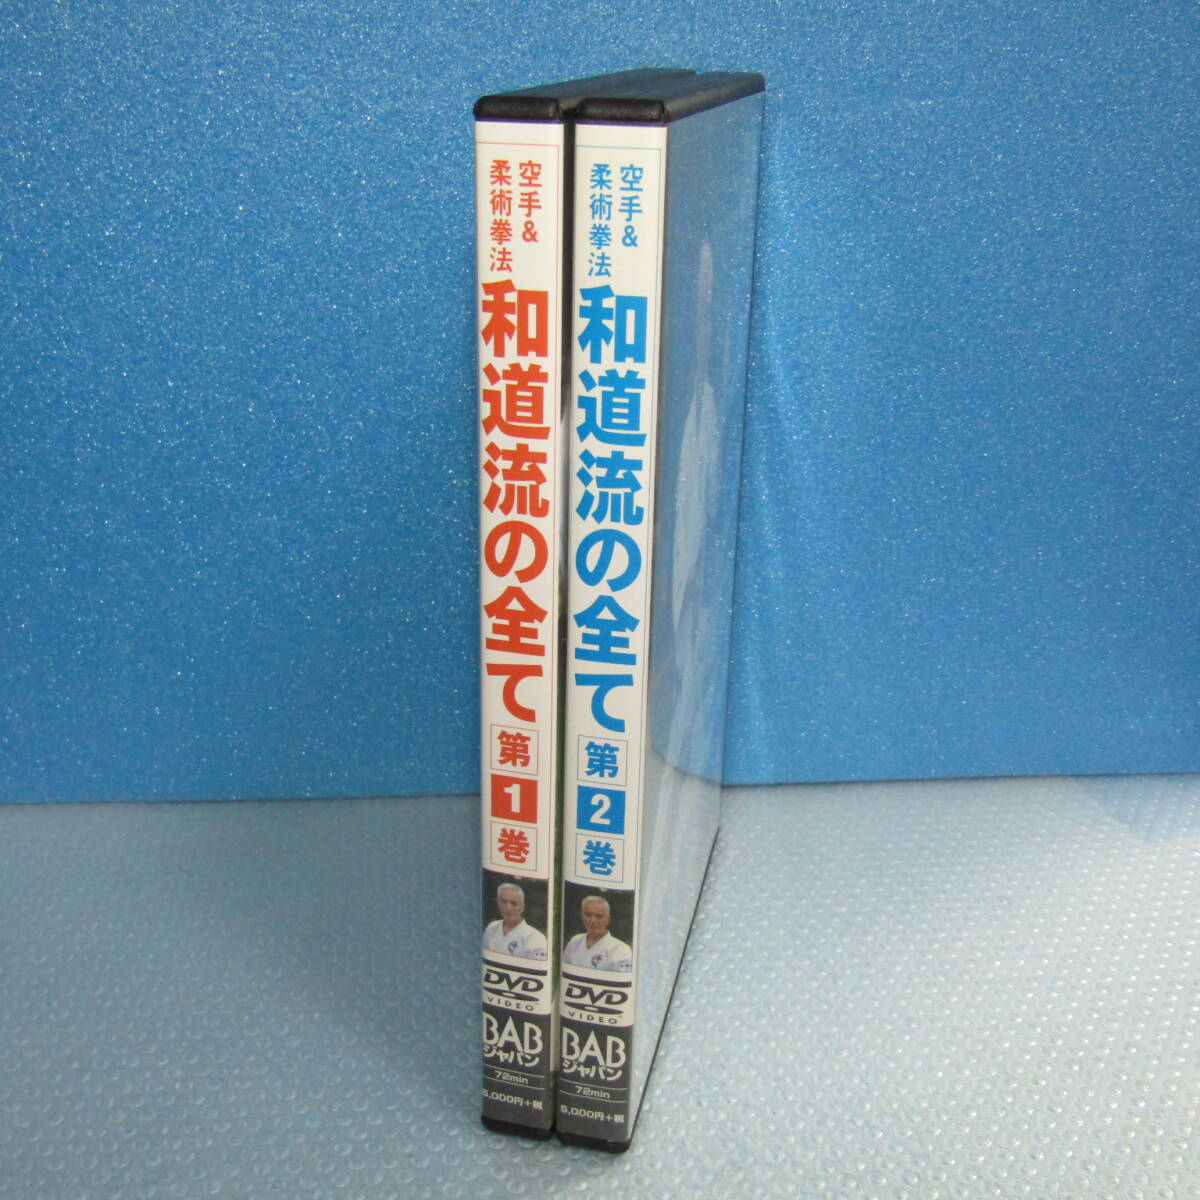 空手&
柔術拳法
和道流の全て
第1巻
DVD
VIDEO
BAB
ジャパン
72min
5,000円+税
空手&
柔術拳法
和道流の全て
第2巻
DVD
VIDEO
BAB
ジャパン
72min
5,000円+税